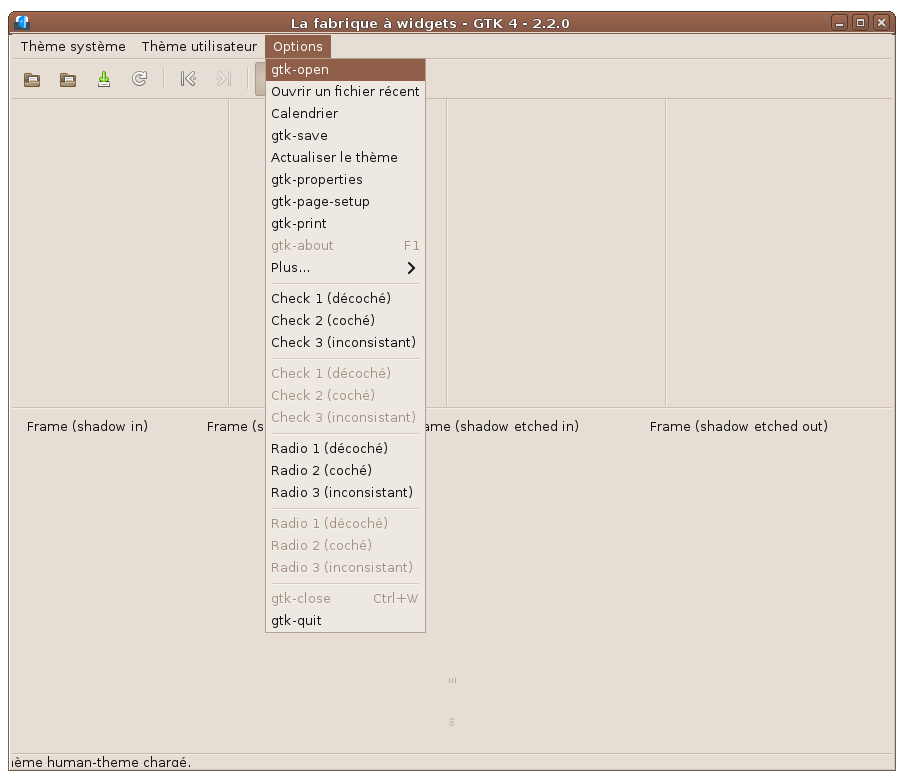 La fabrique à widgets - GTK 4 - 2.2.0
Thème système Thème utilisateur Options
gtk-open
Ouvrir un fichier récent
Calendrier
gtk-save
Actualiser le thème
gtk-properties
gtk-page-setup
gtk-print
gtk-about F1
Plus...
Check 1 (décoché)
Check 2 (coché)
Check 3 (inconsistant)
Check 1 (décoché)
Check 2 (coché)
Check 3 (inconsistant)
Radio 1 (décoché)
Radio 2 (coché)
Radio 3 (inconsistant)
Radio 1 (décoché)
Radio 2 (coché)
Radio 3 (inconsistant)
gtk-close Ctrl+W
gtk-quit
Frame (shadow in) Frame (s ame (shadow etched in) Frame (shadow etched out)
ème human-theme chargé.